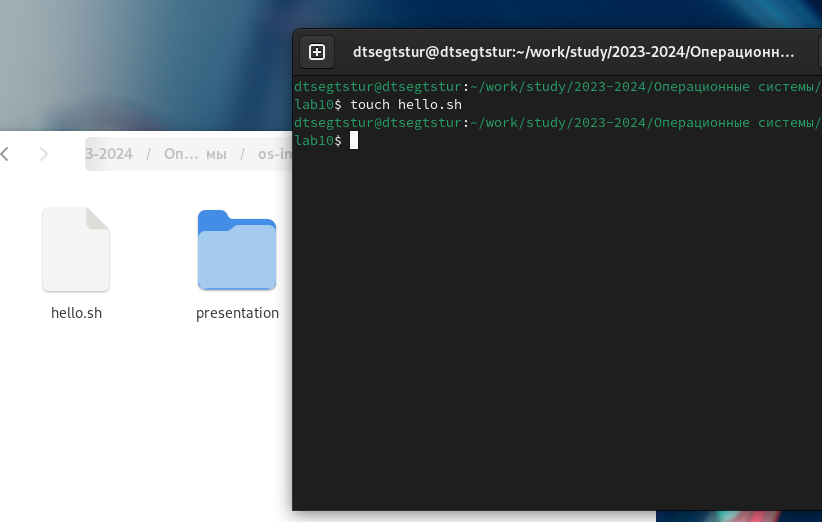 dtsegtstur@dtsegtstur:~/work/study/2023-2024/Операционн...
dtsegtstur@dtsegtstur:~/work/study/2023-2024/Операционные системы/
lab10$ touch hello.sh
dtsegtstur@dtsegtstur:~/work/study/2023-2024/Операционные системы/
lab10$
3-2024 / Оп... мы / os-in
hello.sh
presentation